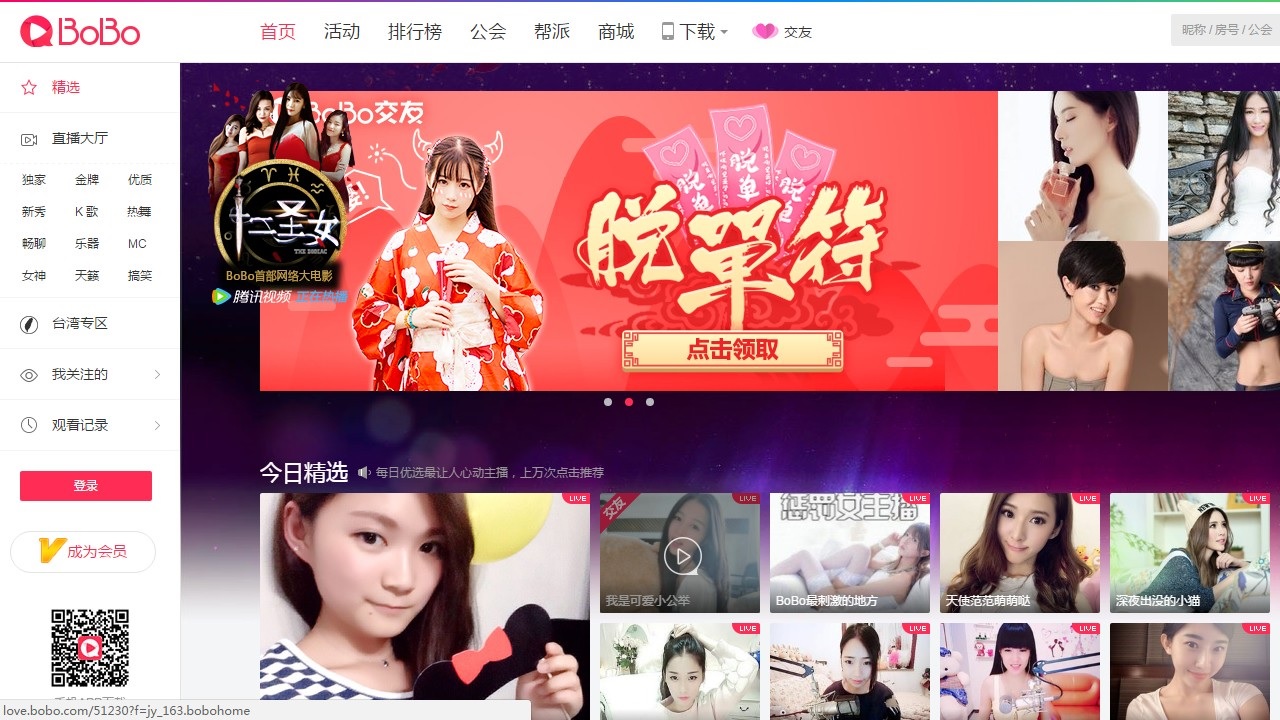 BoBo
首页 活动 排行榜 公会 帮派 商城 下载 交友
昵称 / 房号 / 公会
精选
直播大厅
独家 金牌 优质
新秀 K 歌 热舞
畅聊 乐器 MC
女神 天籁 搞笑
台湾专区
我关注的
观看记录
登录
成为会员
BoBo交友
十二圣女
THE ZODIAC
BoBo首部网络大电影
腾讯视频 正在热播
脱单
脱单符
点击领取
今日精选
每日优选最让人心动主播，上万次点击推荐
LIVE
交友
LIVE
我是可爱小公举
惩罚女主播
LIVE
BoBo最刺激的地方
LIVE
天使范范萌萌哒
LIVE
深夜出没的小猫
LIVE
LIVE
LIVE
LIVE
love.bobo.com/51230?f=jy_163.bobohome